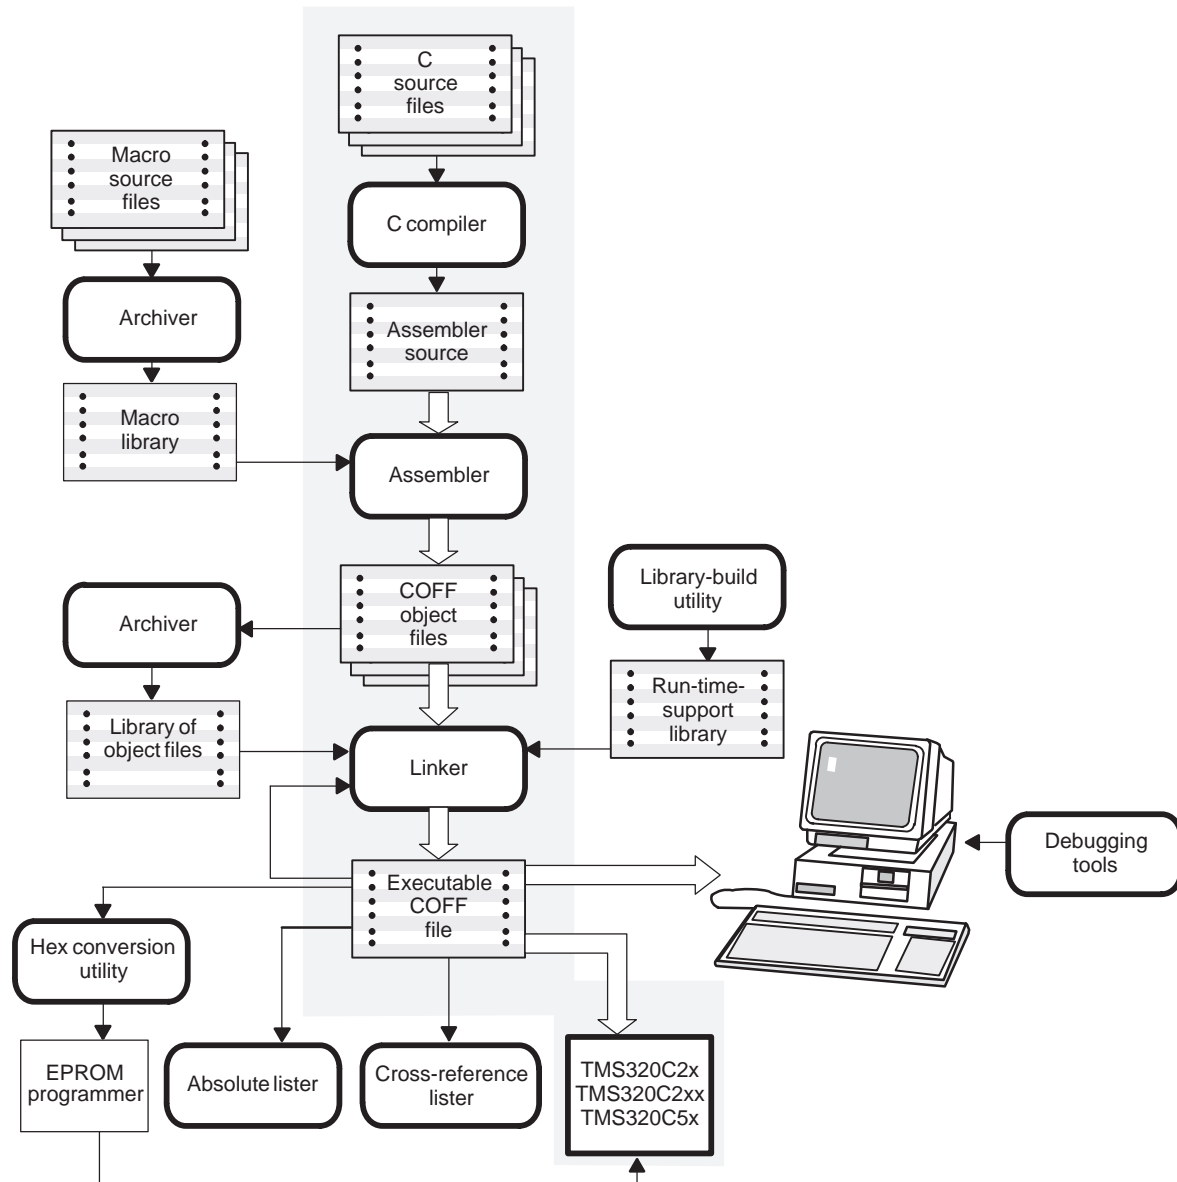 C
source
files
Macro
source
files
C compiler
Archiver
Assembler
source
Macro
library
Assembler
Library-build
utility
COFF
object
files
Archiver
Run-time-
support
library
Library of
object files
Linker
Debugging
tools
Executable
COFF
file
Hex conversion
utility
EPROM
programmer
Absolute lister
Cross-reference
lister
TMS320C2x
TMS320C2xx
TMS320C5x